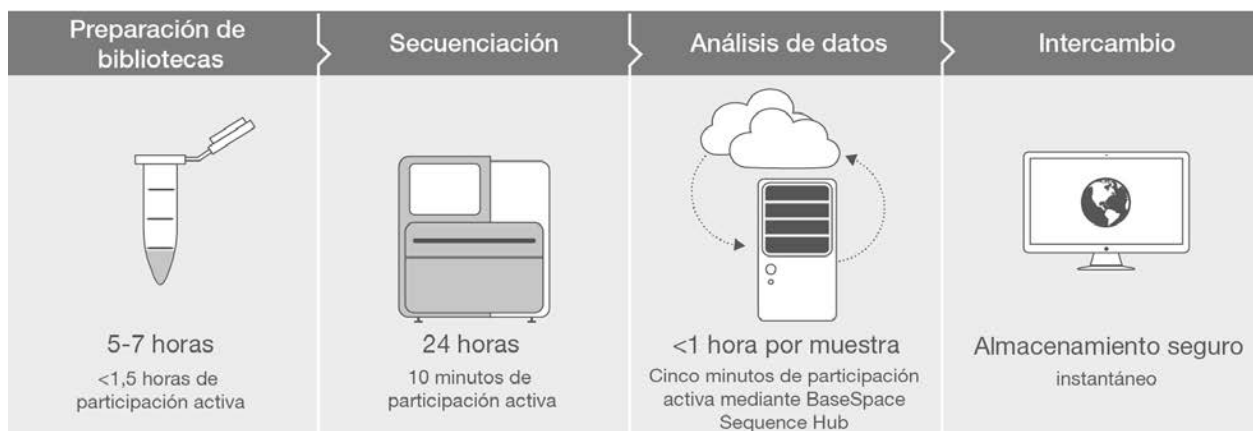 Preparación de
bibliotecas
Secuenciación
Análisis de datos
Intercambio
5-7 horas
<1,5 horas de
participación activa
24 horas
10 minutos de
participación activa
<1 hora por muestra
Cinco minutos de participación
activa mediante BaseSpace
Sequence Hub
Almacenamiento seguro
instantáneo